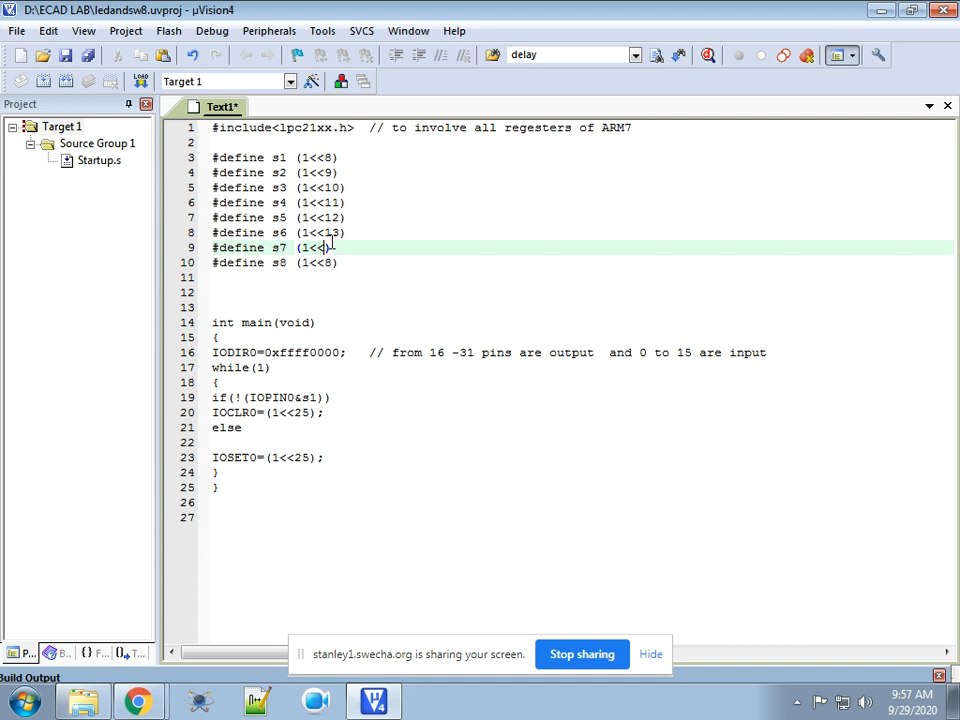 D:\ECAD LAB\ledandsw8.uvproj - µVision4
File Edit View Project Flash Debug Peripherals Tools SVCS Window Help
delay
LOAD Target 1
Project
Text1*
Target 1
Source Group 1
Startup.s
1 #include<lpc21xx.h> // to involve all regesters of ARM7
2
3 #define s1 (1<<8)
4 #define s2 (1<<9)
5 #define s3 (1<<10)
6 #define s4 (1<<11)
7 #define s5 (1<<12)
8 #define s6 (1<<13)
9 #define s7 (1<<)
10 #define s8 (1<<8)
11
12
13
14 int main(void)
15 {
16 IODIR0=0xffff0000; // from 16 -31 pins are output and 0 to 15 are input
17 while(1)
18 {
19 if(!(IOPIN0&s1))
20 IOCLR0=(1<<25);
21 else
22
23 IOSET0=(1<<25);
24 }
25 }
26
27
P... B... {} F... T...
stanley1.swecha.org is sharing your screen. Stop sharing Hide
Build Output
9:57 AM
9/29/2020